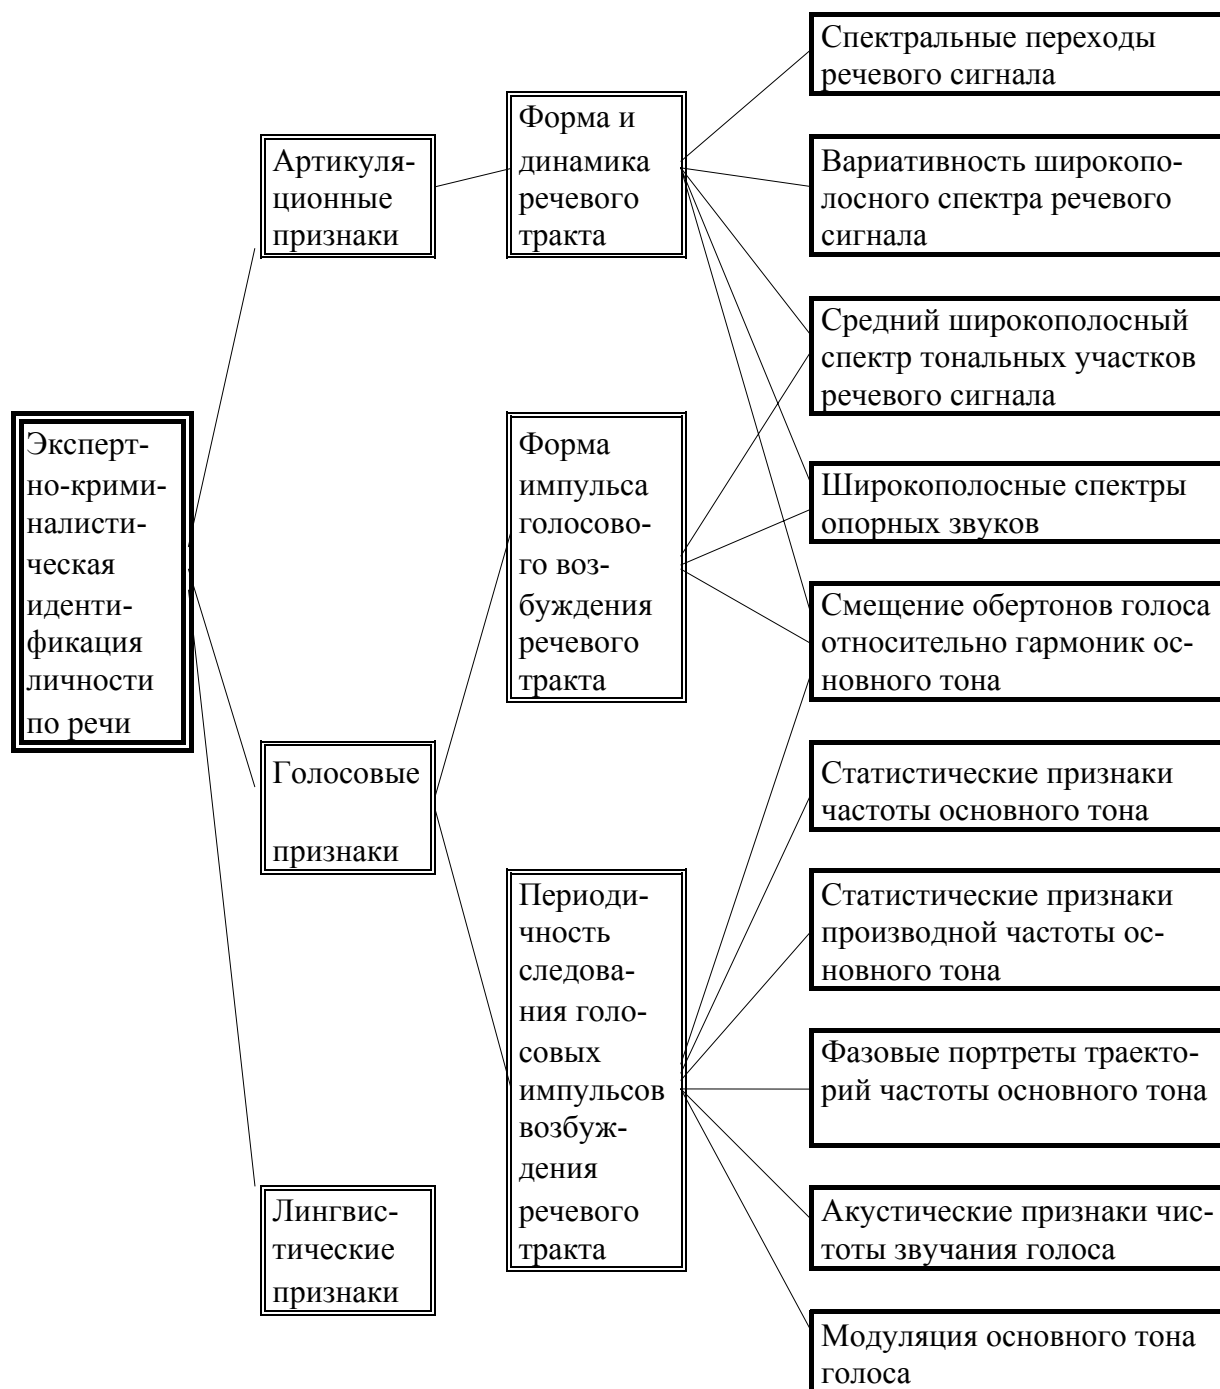 Эксперт-
но-крими-
налисти-
ческая
иденти-
фикация
личности
по речи
Артикуля-
ционные
признаки
Голосовые
признаки
Лингвис-
тические
признаки
Форма и
динамика
речевого
тракта
Форма
импульса
голосово-
го воз-
буждения
речевого
тракта
Периоди-
чность
следова-
ния голо-
совых
импульсов
возбуж-
дения
речевого
тракта
Спектральные переходы
речевого сигнала
Вариативность широкопо-
лосного спектра речевого
сигнала
Средний широкополосный
спектр тональных участков
речевого сигнала
Широкополосные спектры
опорных звуков
Смещение обертонов голоса
относительно гармоник ос-
новного тона
Статистические признаки
частоты основного тона
Статистические признаки
производной частоты ос-
новного тона
Фазовые портреты траекто-
рий частоты основного тона
Акустические признаки чис-
тоты звучания голоса
Модуляция основного тона
голоса